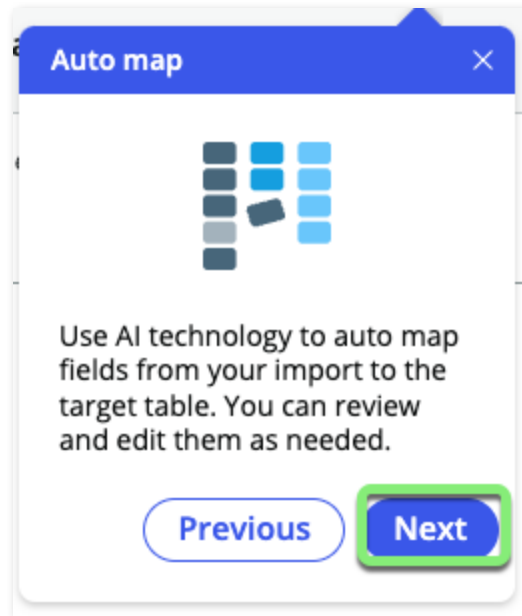 Auto map
Use AI technology to auto map
fields from your import to the
target table. You can review
and edit them as needed.
Previous
Next